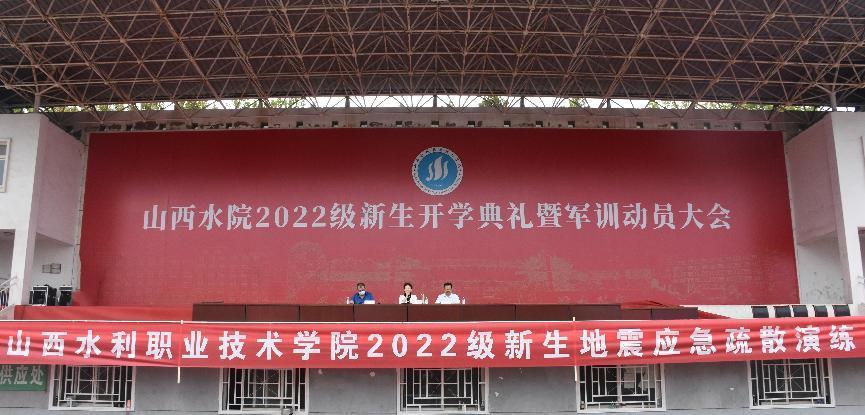 山西水院2022级新生开学典礼暨军训动员大会
山西水利职业技术学院2022级新生地震应急疏散演练
供应处